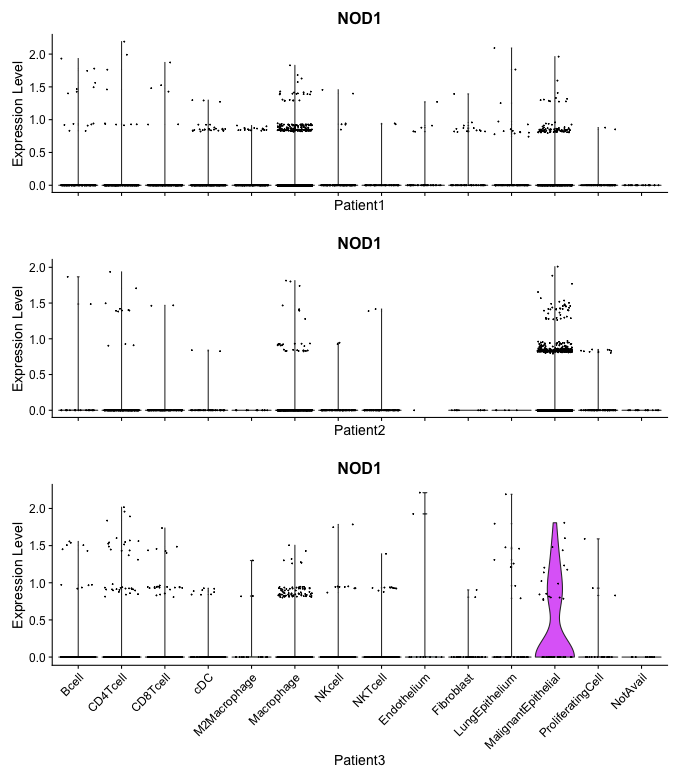 NOD1
Expression Level
2.0
1.5
1.0
0.5
0.0
Patient1
NOD1
Expression Level
2.0
1.5
1.0
0.5
0.0
Patient2
NOD1
Expression Level
2.0
1.5
1.0
0.5
0.0
Bcell
CD4Tcell
CD8Tcell
cDC
M2Macrophage
Macrophage
NKcell
NKTcell
Endothelium
Fibroblast
LungEpithelium
MalignantEpithelial
ProliferatingCell
NotAvail
Patient3